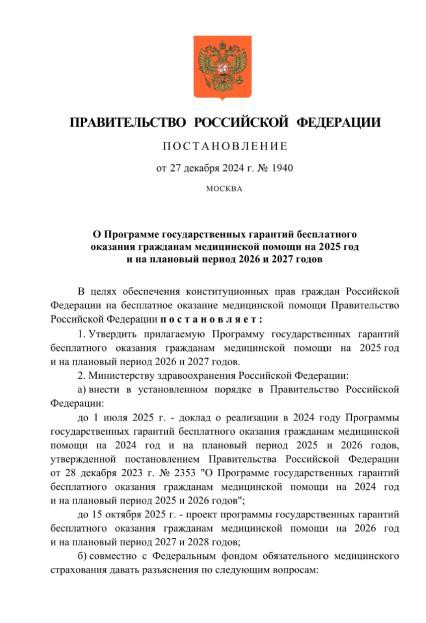 ПРАВИТЕЛЬСТВО РОССИЙСКОЙ ФЕДЕРАЦИИ
ПОСТАНОВЛЕНИЕ
от 27 декабря 2024 г. № 1940
МОСКВА
О Программе государственных гарантий бесплатного
оказания гражданам медицинской помощи на 2025 год
и на плановый период 2026 и 2027 годов
В целях обеспечения конституционных прав граждан Российской
Федерации на бесплатное оказание медицинской помощи Правительство
Российской Федерации постановляет:
1. Утвердить прилагаемую Программу государственных гарантий
бесплатного оказания гражданам медицинской помощи на 2025 год
и на плановый период 2026 и 2027 годов.
2. Министерству здравоохранения Российской Федерации:
а) внести в установленном порядке в Правительство Российской
Федерации:
до 1 июля 2025 г. - доклад о реализации в 2024 году Программы
государственных гарантий бесплатного оказания гражданам медицинской
помощи на 2024 год и на плановый период 2025 и 2026 годов,
утвержденной постановлением Правительства Российской Федерации
от 28 декабря 2023 г. № 2353 "О Программе государственных гарантий
бесплатного оказания гражданам медицинской помощи на 2024 год
и на плановый период 2025 и 2026 годов";
до 15 октября 2025 г. - проект программы государственных гарантий
бесплатного оказания гражданам медицинской помощи на 2026 год
и на плановый период 2027 и 2028 годов;
б) совместно с Федеральным фондом обязательного медицинского
страхования давать разъяснения по следующим вопросам: